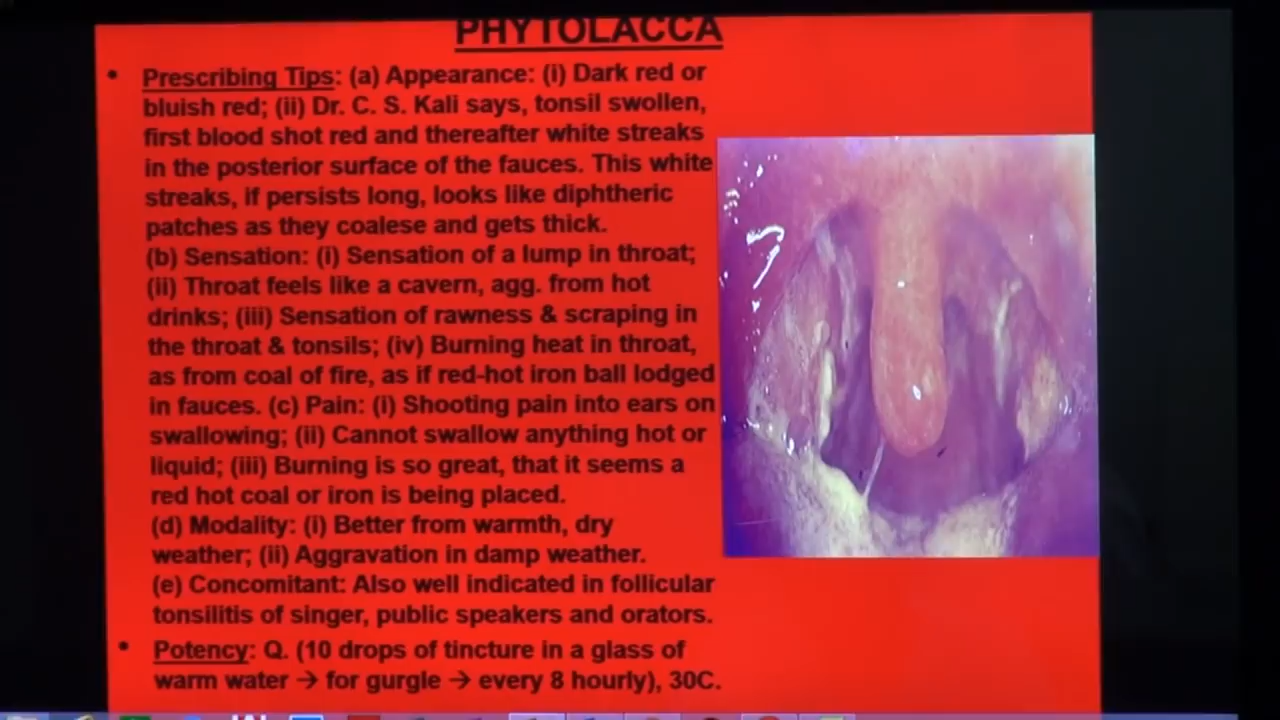 PHYTOLACCA
• Prescribing Tips: (a) Appearance: (i) Dark red or
bluish red; (ii) Dr. C. S. Kali says, tonsil swollen,
first blood shot red and thereafter white streaks
in the posterior surface of the fauces. This white
streaks, if persists long, looks like diphtheric
patches as they coalese and gets thick.
(b) Sensation: (i) Sensation of a lump in throat;
(ii) Throat feels like a cavern, agg. from hot
drinks; (iii) Sensation of rawness & scraping in
the throat & tonsils; (iv) Burning heat in throat,
as from coal of fire, as if red-hot iron ball lodged
in fauces. (c) Pain: (i) Shooting pain into ears on
swallowing; (ii) Cannot swallow anything hot or
liquid; (iii) Burning is so great, that it seems a
red hot coal or iron is being placed.
(d) Modality: (i) Better from warmth, dry
weather; (ii) Aggravation in damp weather.
(e) Concomitant: Also well indicated in follicular
tonsilitis of singer, public speakers and orators.
• Potency: Q. (10 drops of tincture in a glass of
warm water → for gurgle → every 8 hourly), 30C.